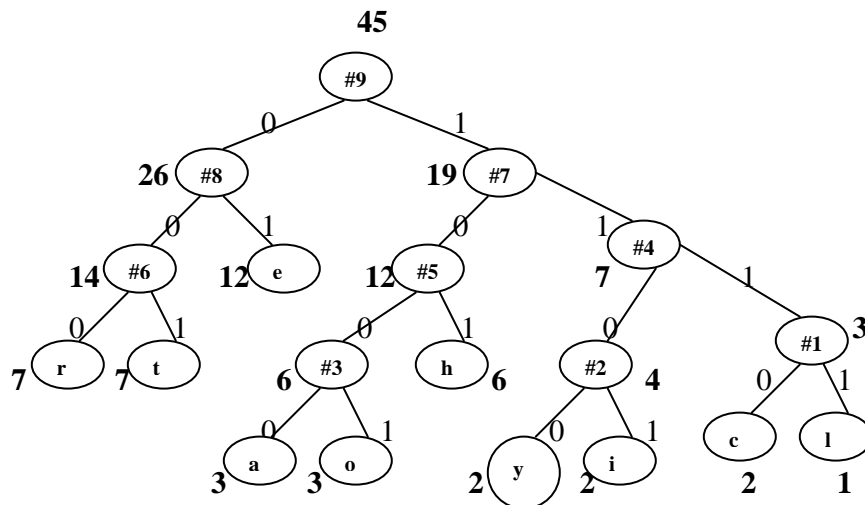 45
#9
0 1
26 #8 19 #7
0 1 0 1 #4
14 #6 12 e 12 #5 7 1
0 1 0 1 0 #1 3
7 r 7 t 6 #3 h 6 #2 4 0 1
0 1 0 1 c l
3 a 3 o 2 y 2 i 2 1